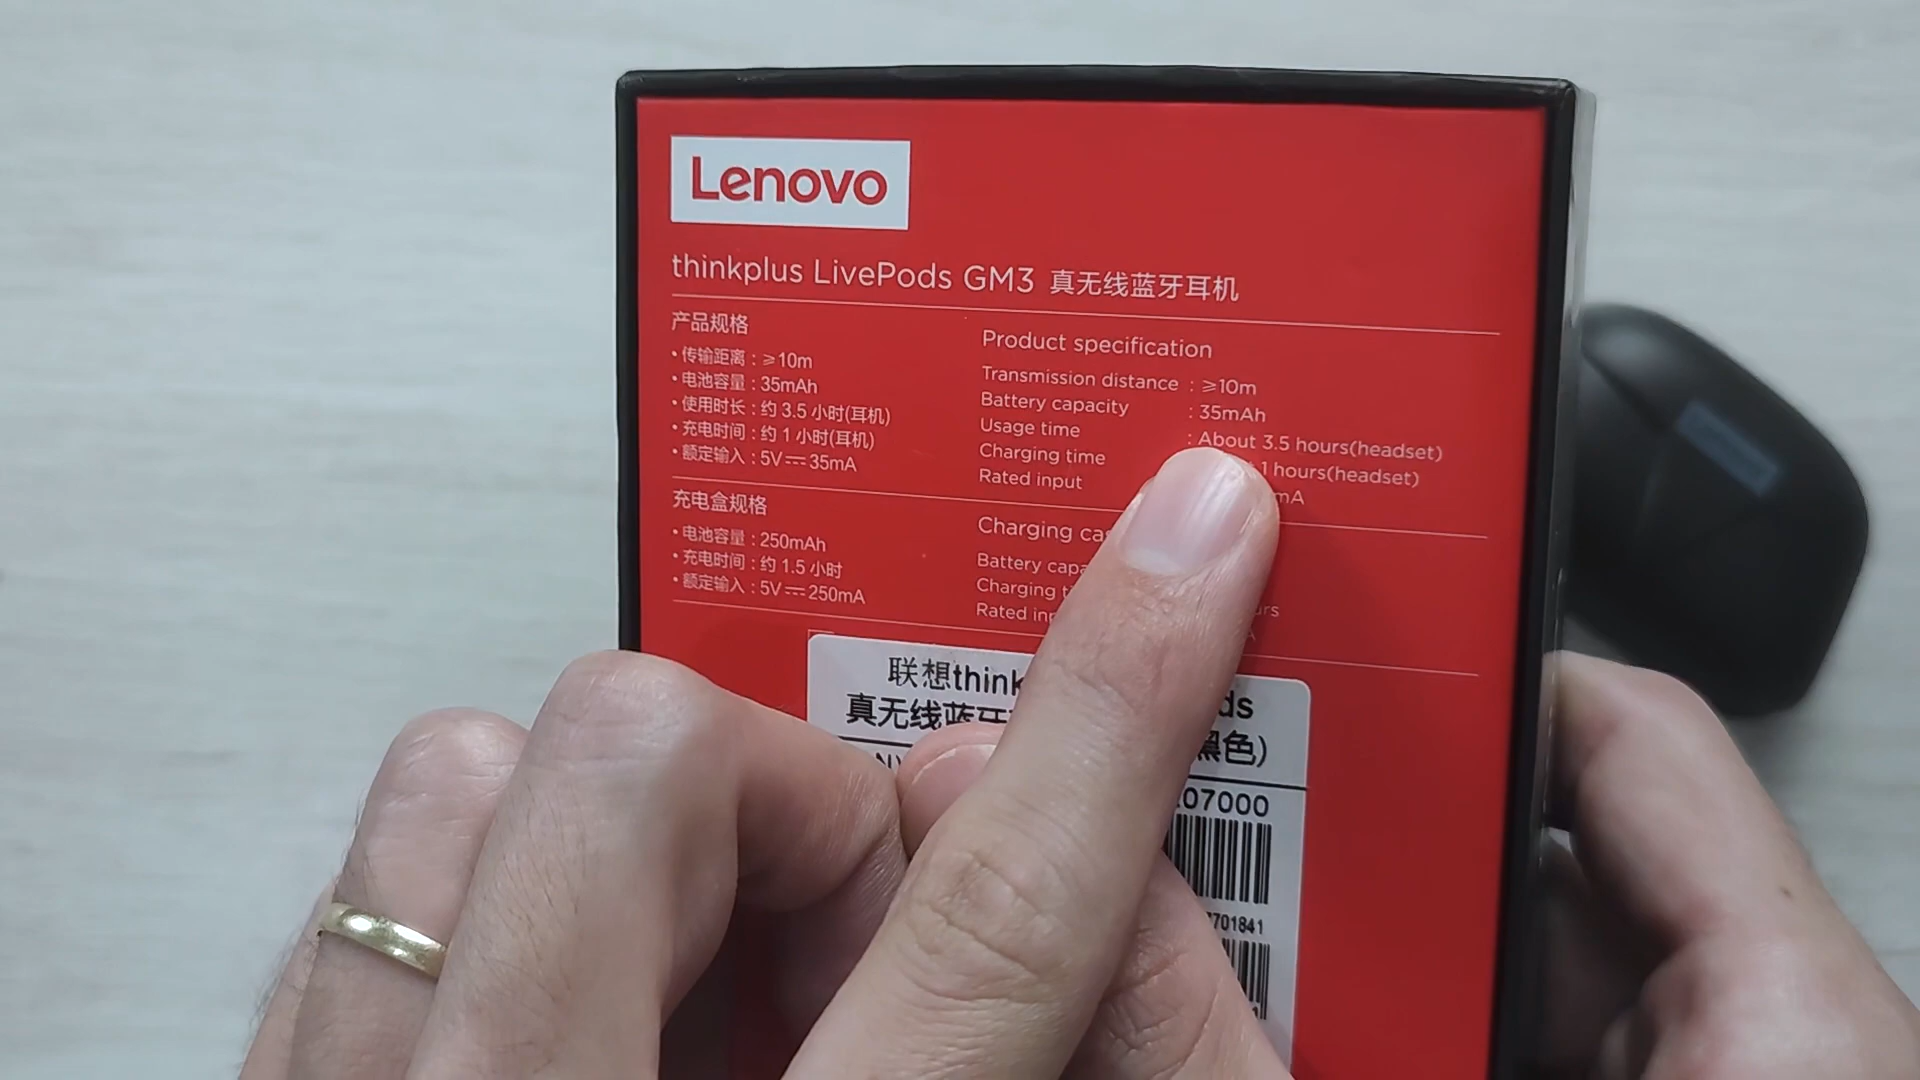 Lenovo
thinkplus LivePods GM3 真无线蓝牙耳机
产品规格
• 传输距离 : ≥10m
• 电池容量 : 35mAh
• 使用时长 : 约 3.5 小时(耳机)
• 充电时间 : 约 1 小时(耳机)
• 额定输入 : 5V⎓35mA
Product specification
Transmission distance : ≥10m
Battery capacity : 35mAh
Usage time : About 3.5 hours(headset)
Charging time 1 hours(headset)
Rated input mA
充电盒规格
• 电池容量 : 250mAh
• 充电时间 : 约 1.5 小时
• 额定输入 : 5V⎓250mA
Charging
Battery
Charging
Rated
联想think
真无线蓝牙
黑色)
07000
701841